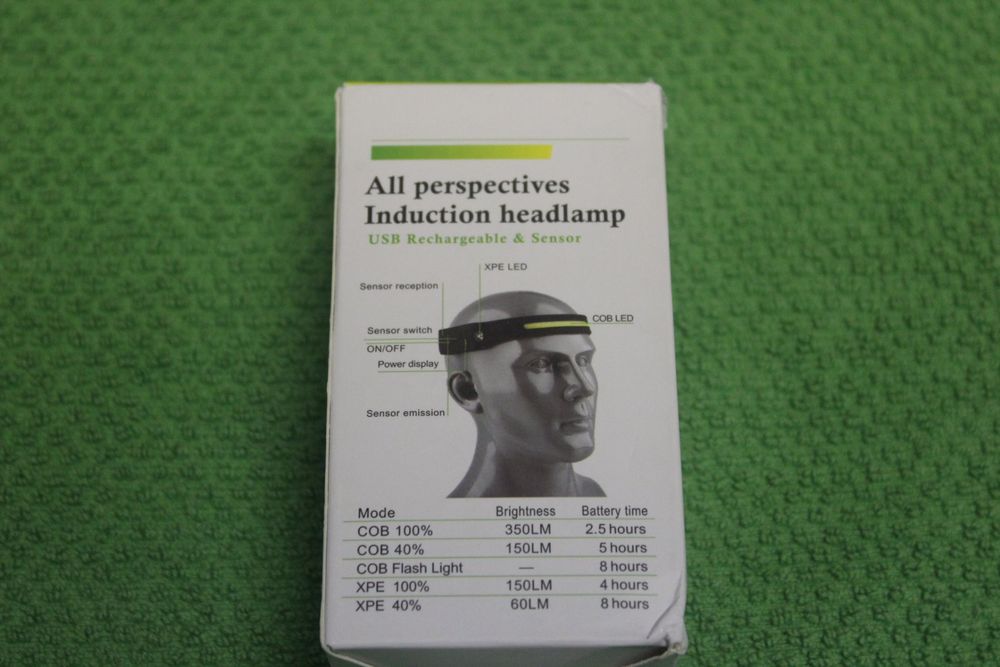 All perspectives
Induction headlamp
USB Rechargeable & Sensor
XPE LED
Sensor reception
COB LED
Sensor switch
ON/OFF
Power display
Sensor emission
Mode Brightness Battery time
COB 100% 350LM 2.5 hours
COB 40% 150LM 5 hours
COB Flash Light — 8 hours
XPE 100% 150LM 4 hours
XPE 40% 60LM 8 hours